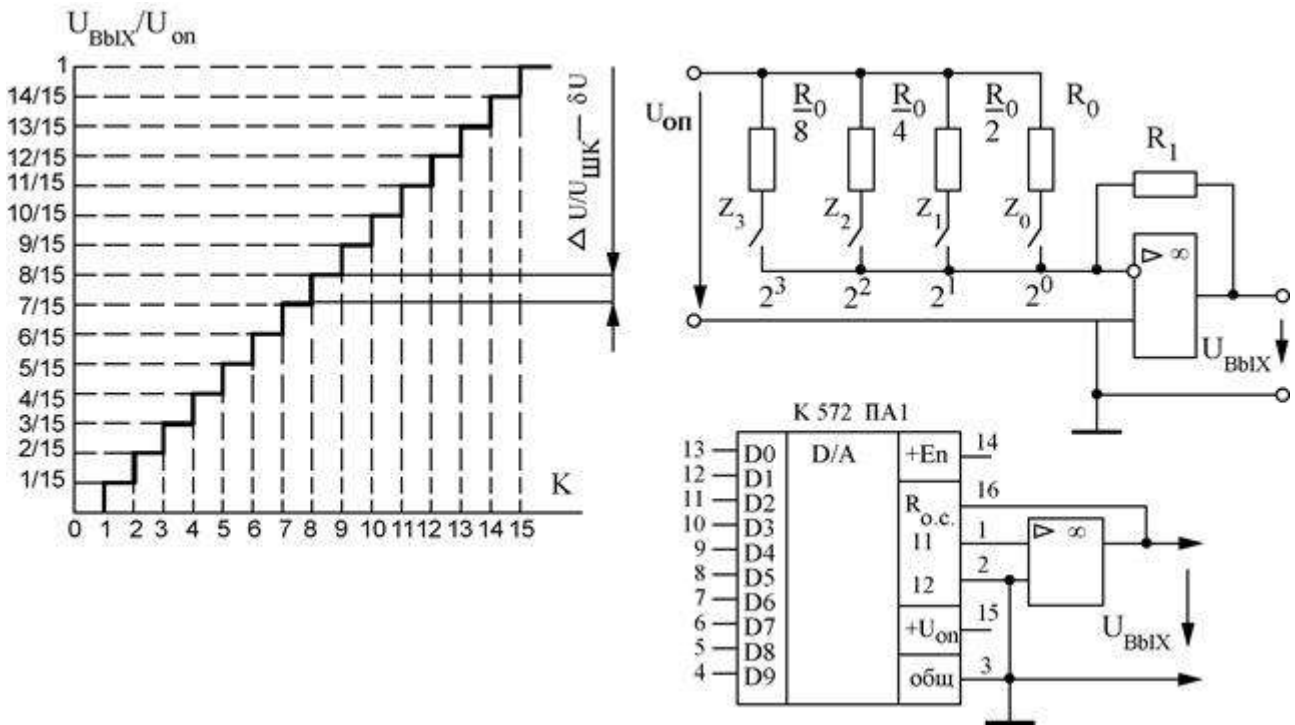 U_BbIX/U_оп
1
14/15
13/15
12/15
11/15
10/15
9/15
8/15
7/15
6/15
5/15
4/15
3/15
2/15
1/15
0 1 2 3 4 5 6 7 8 9 10 11 12 13 14 15
K
Δ U/U_ШК — δU
U_оп
R_0/8
R_0/4
R_0/2
R_0
R_1
Z_3 Z_2 Z_1 Z_0
2^3 2^2 2^1 2^0
▷ ∞
U_BbIX
К 572 ПА1
13 D0 D/A +Еп 14
12 D1
11 D2 R_о.с. 16
10 D3
9 D4 11 1 ▷ ∞
8 D5 12 2
7 D6
6 D7 +U_оп 15
5 D8
4 D9 общ 3
U_BbIX